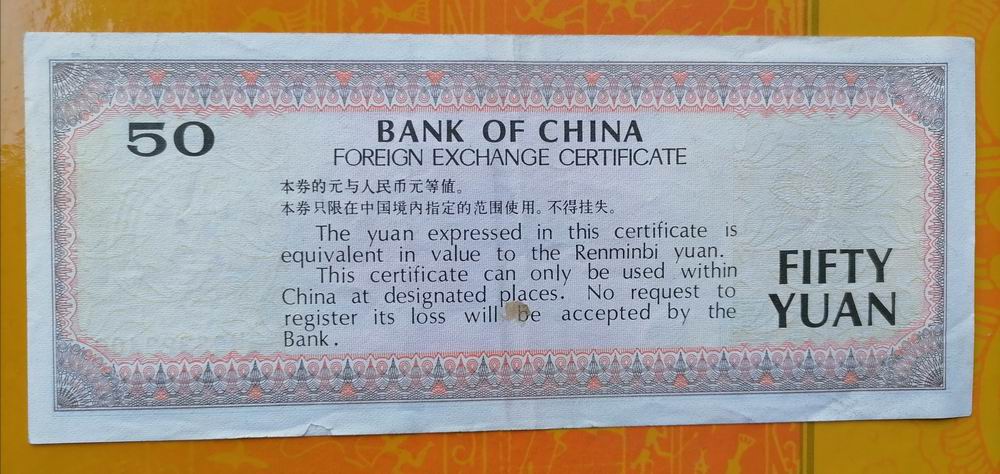 50
BANK OF CHINA
FOREIGN EXCHANGE CERTIFICATE
本券的元与人民币元等值。
本券只限在中国境内指定的范围使用。不得挂失。
The yuan expressed in this certificate is
equivalent in value to the Renminbi yuan.
This certificate can only be used within
China at designated places. No request to
register its loss will be accepted by the
Bank.
FIFTY
YUAN